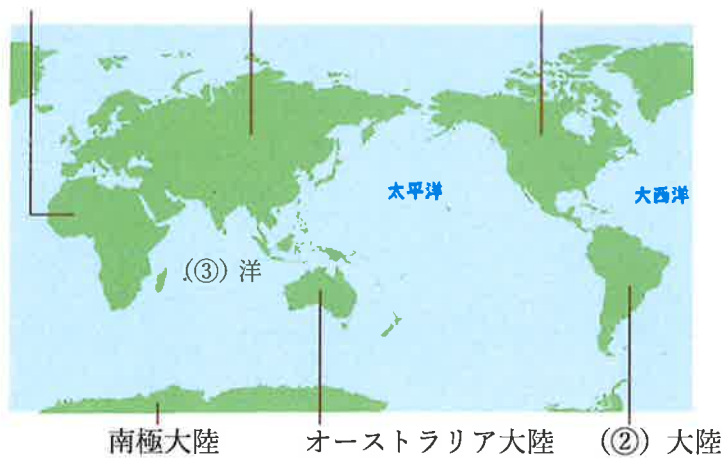 太平洋
大西洋
(③) 洋
南極大陸
オーストラリア大陸
(②) 大陸